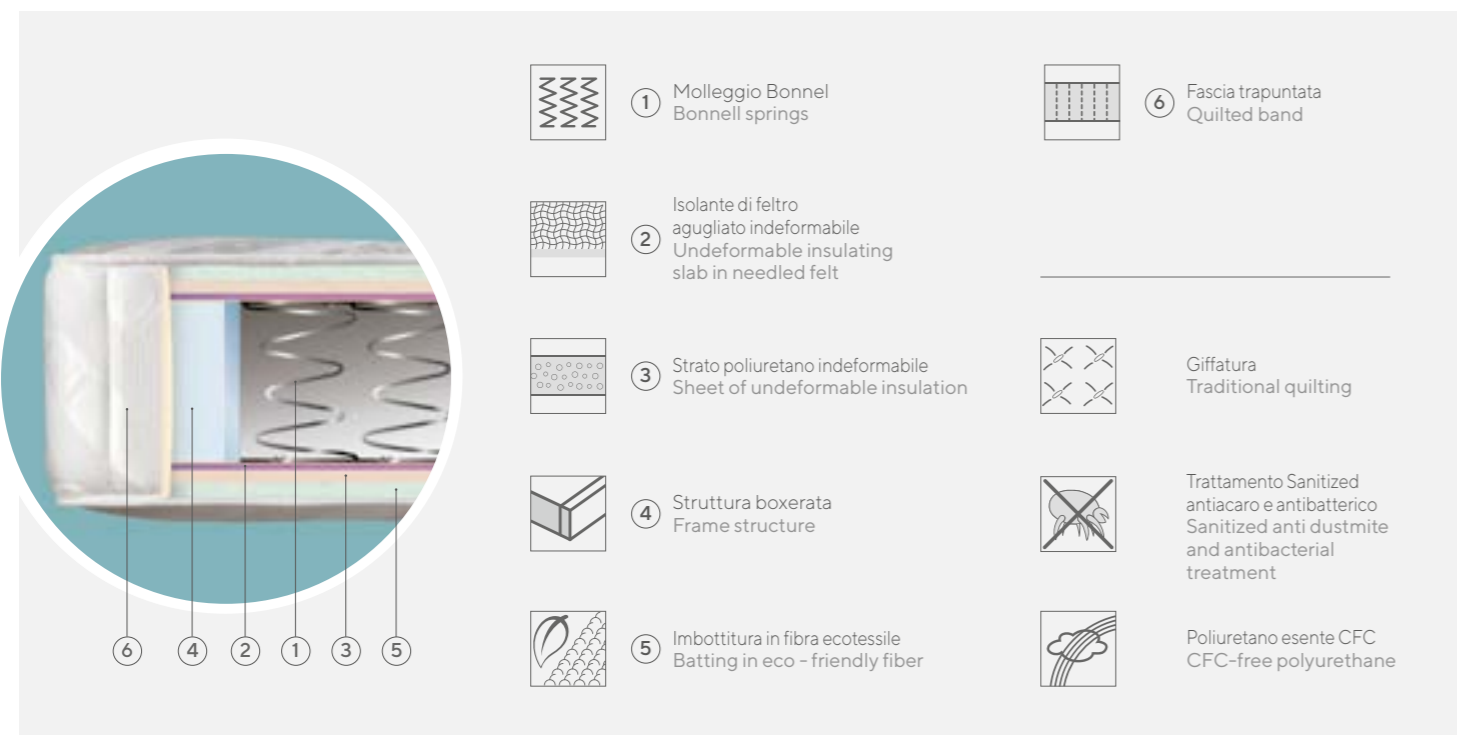 1
Molleggio Bonnel
Bonnell springs
2
Isolante di feltro
agugliato indeformabile
Undeformable insulating
slab in needled felt
3
Strato poliuretano indeformabile
Sheet of undeformable insulation
4
Struttura boxerata
Frame structure
5
Imbottitura in fibra ecotessile
Batting in eco - friendly fiber
6
Fascia trapuntata
Quilted band
Giffatura
Traditional quilting
Trattamento Sanitized
antiacaro e antibatterico
Sanitized anti dustmite
and antibacterial
treatment
Poliuretano esente CFC
CFC-free polyurethane
6 4 2 1 3 5